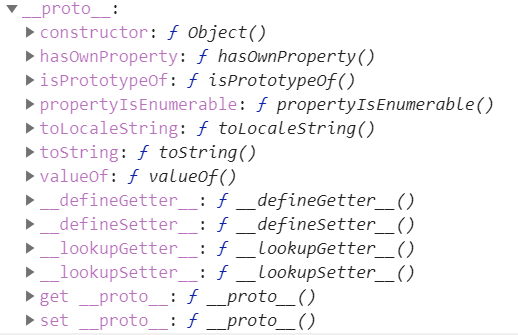 __proto__:
constructor: ƒ Object()
hasOwnProperty: ƒ hasOwnProperty()
isPrototypeOf: ƒ isPrototypeOf()
propertyIsEnumerable: ƒ propertyIsEnumerable()
toLocaleString: ƒ toLocaleString()
toString: ƒ toString()
valueOf: ƒ valueOf()
__defineGetter__: ƒ __defineGetter__()
__defineSetter__: ƒ __defineSetter__()
__lookupGetter__: ƒ __lookupGetter__()
__lookupSetter__: ƒ __lookupSetter__()
get __proto__: ƒ __proto__()
set __proto__: ƒ __proto__()